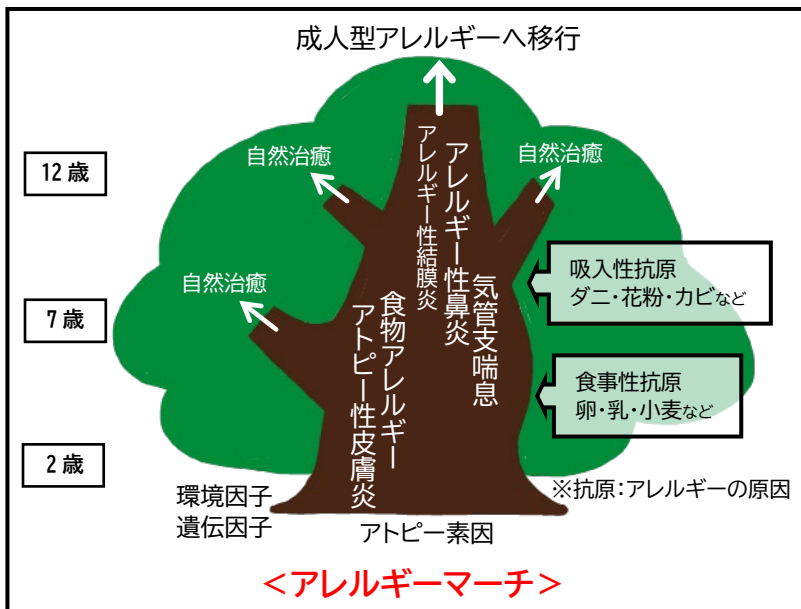 成人型アレルギーへ移行
12歳
自然治癒
自然治癒
アレルギー性結膜炎
アレルギー性鼻炎
吸入性抗原
ダニ・花粉・カビなど
自然治癒
7歳
気管支喘息
食物アレルギー
アトピー性皮膚炎
食事性抗原
卵・乳・小麦など
2歳
環境因子
遺伝因子
※抗原：アレルギーの原因
アトピー素因
＜アレルギーマーチ＞